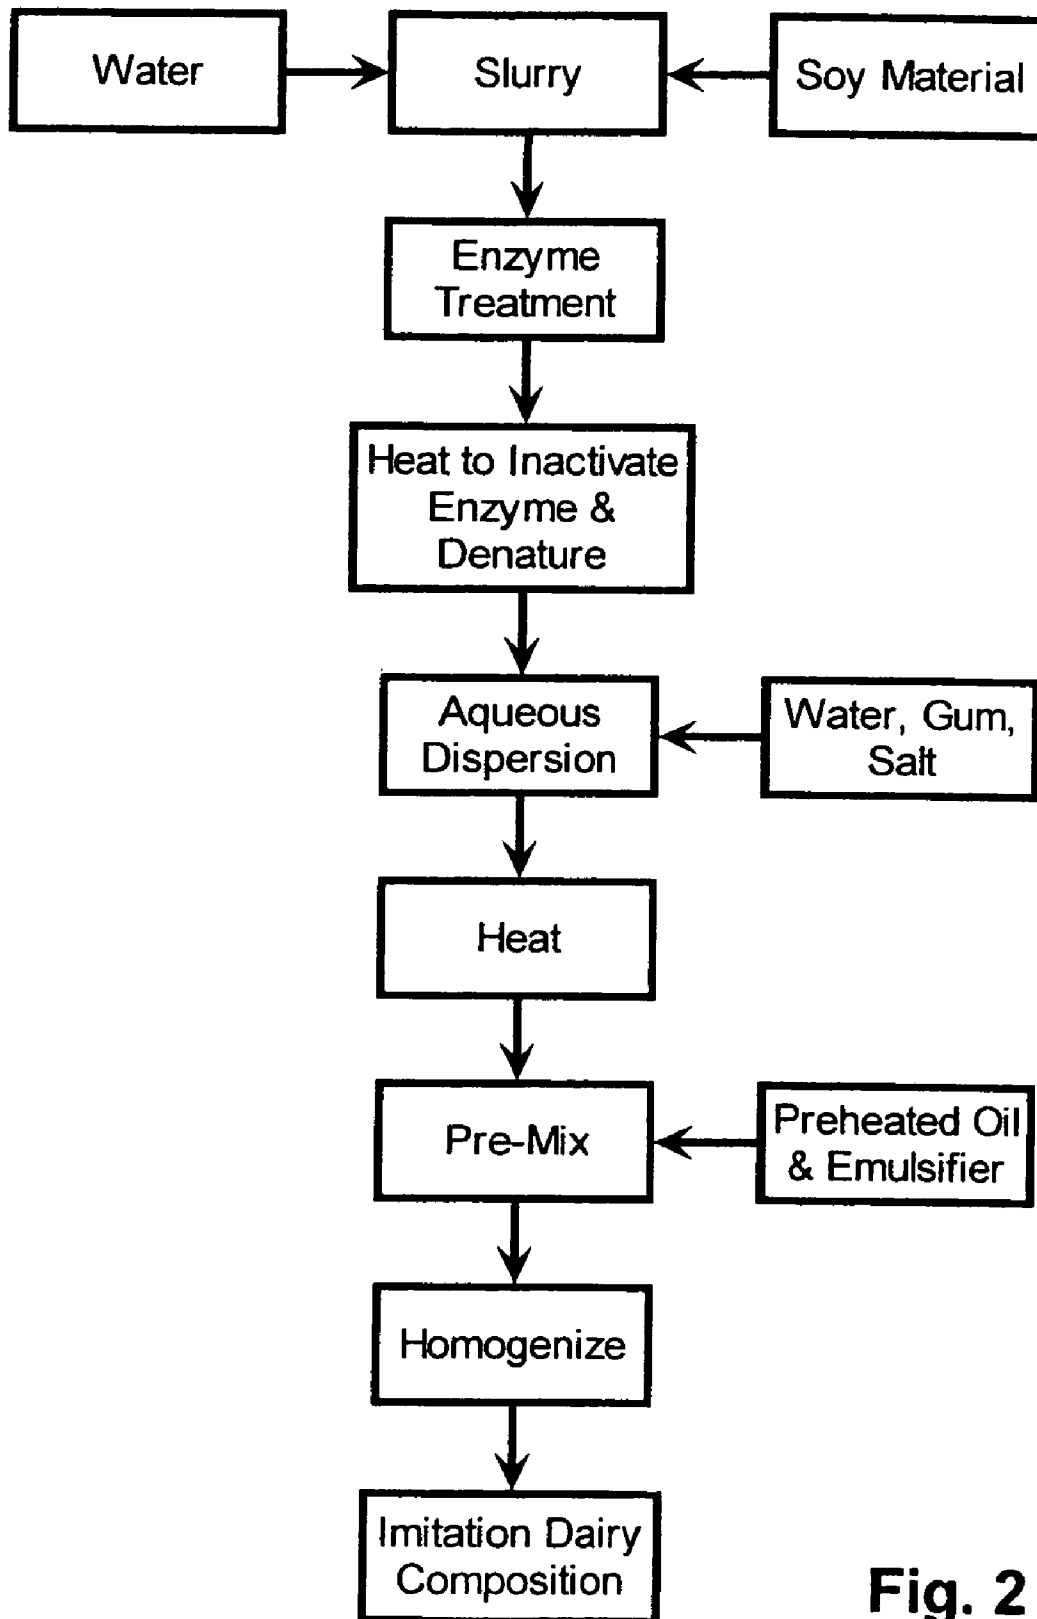 Water
Slurry
Soy Material
Enzyme
Treatment
Heat to Inactivate
Enzyme &
Denature
Aqueous
Dispersion
Water, Gum,
Salt
Heat
Pre-Mix
Preheated Oil
& Emulsifier
Homogenize
Imitation Dairy
Composition
Fig. 2